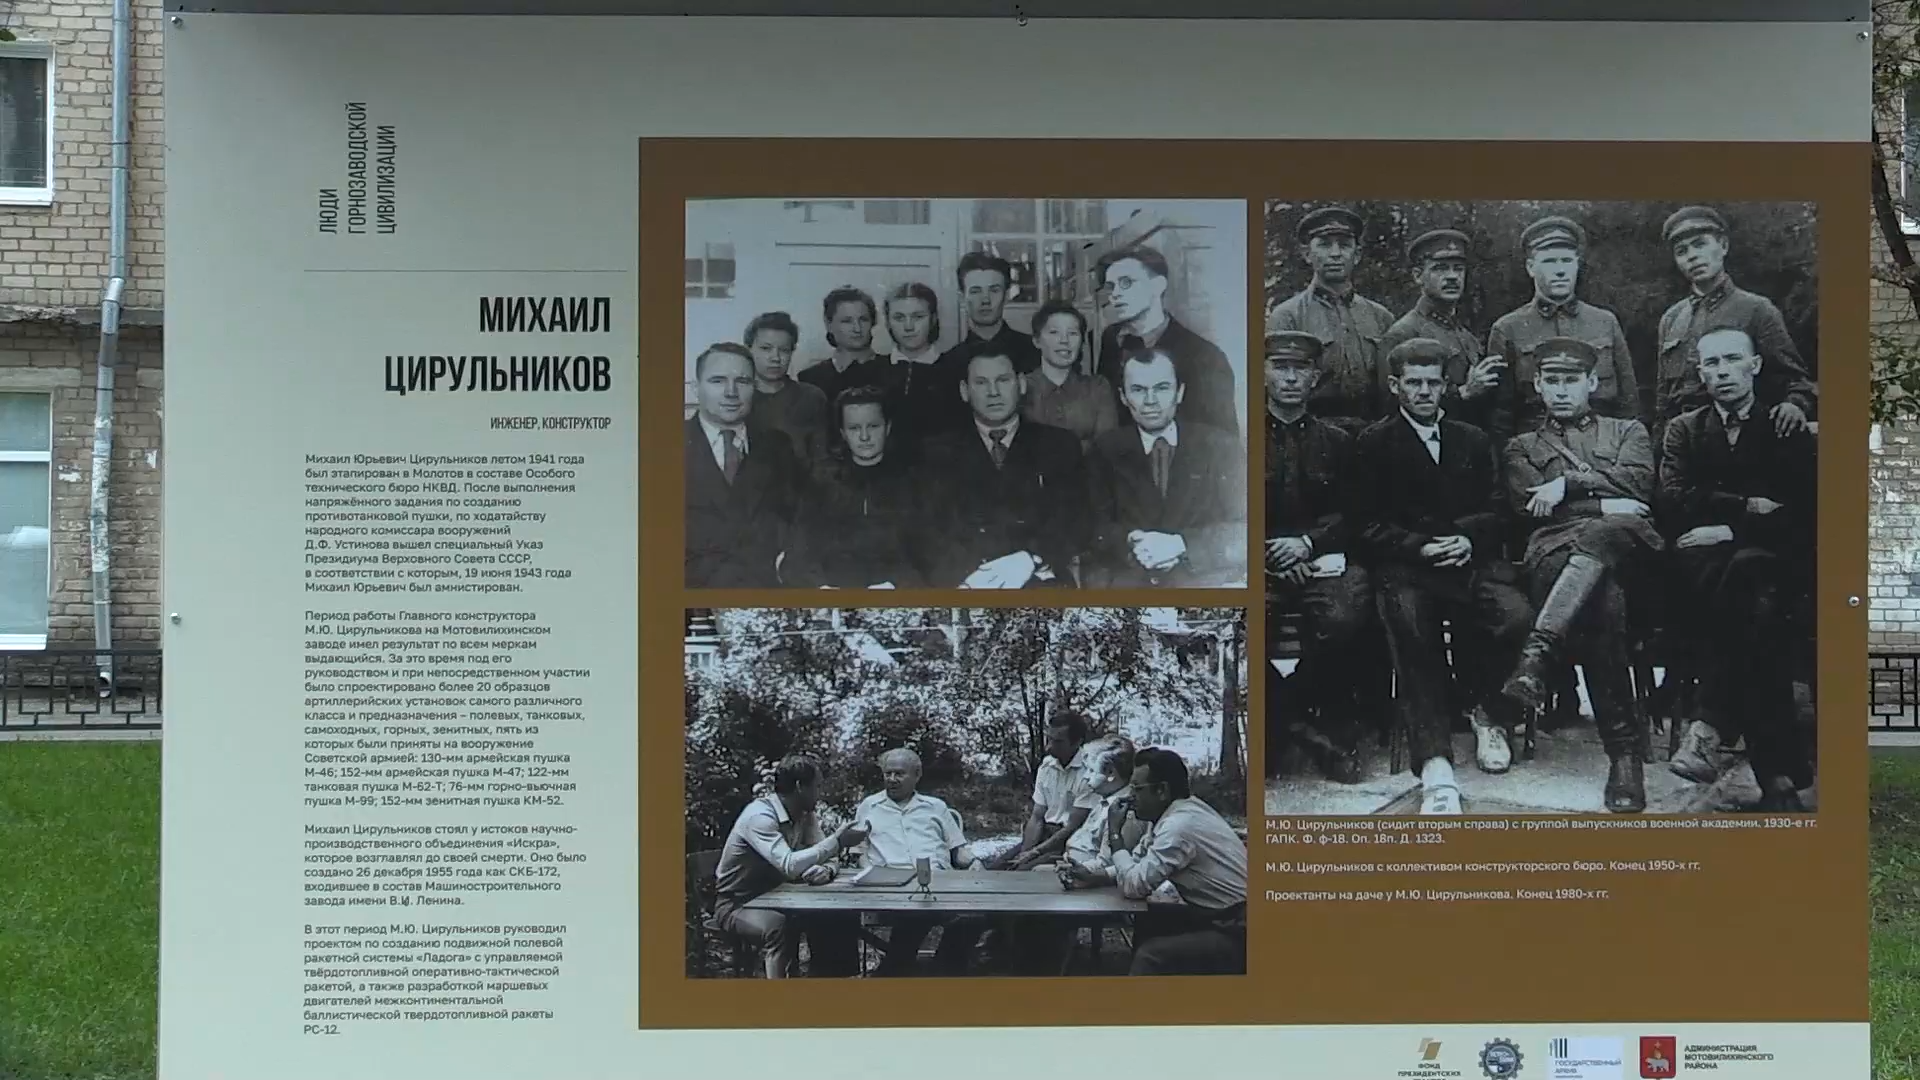 ЛЮДИ
ГОРНОЗАВОДСКОЙ
ЦИВИЛИЗАЦИИ
МИХАИЛ
ЦИРУЛЬНИКОВ
ИНЖЕНЕР, КОНСТРУКТОР
Михаил Юрьевич Цирульников летом 1941 года
был этапирован в Молотов в составе Особого
технического бюро НКВД. После выполнения
напряжённого задания по созданию
противотанковой пушки, по ходатайству
народного комиссара вооружений
Д.Ф. Устинова вышел специальный Указ
Президиума Верховного Совета СССР,
в соответствии с которым, 19 июня 1943 года
Михаил Юрьевич был амнистирован.
Период работы Главного конструктора
М.Ю. Цирульникова на Мотовилихинском
заводе имел результат по всем меркам
выдающийся. За это время под его
руководством и при непосредственном участии
было спроектировано более 20 образцов
артиллерийских установок самого различного
класса и предназначения – полевых, танковых,
самоходных, горных, зенитных, пять из
которых были приняты на вооружение
Советской армией: 130-мм армейская пушка
М-46; 152-мм армейская пушка М-47; 122-мм
танковая пушка М-62-Т; 76-мм горно-вьючная
пушка М-99; 152-мм зенитная пушка КМ-52.
Михаил Цирульников стоял у истоков научно-
производственного объединения «Искра»,
которое возглавлял до своей смерти. Оно было
создано 26 декабря 1955 года как СКБ-172,
входившее в состав Машиностроительного
завода имени В.И. Ленина.
В этот период М.Ю. Цирульников руководил
проектом по созданию подвижной полевой
ракетной системы «Ладога» с управляемой
твёрдотопливной оперативно-тактической
ракетой, а также разработкой маршевых
двигателей межконтинентальной
баллистической твердотопливной ракеты
РС-12.
М.Ю. Цирульников (сидит вторым справа) с группой выпускников военной академии. 1930-е гг.
ГАПК. Ф. ф-18. Оп. 18п. Д. 1323.
М.Ю. Цирульников с коллективом конструкторского бюро. Конец 1950-х гг.
Проектанты на даче у М.Ю. Цирульникова. Конец 1980-х гг.
ФОНД
ПРЕЗИДЕНТСКИХ
ГОСУДАРСТВЕННЫЙ
АРХИВ
АДМИНИСТРАЦИЯ
МОТОВИЛИХИНСКОГО
РАЙОНА